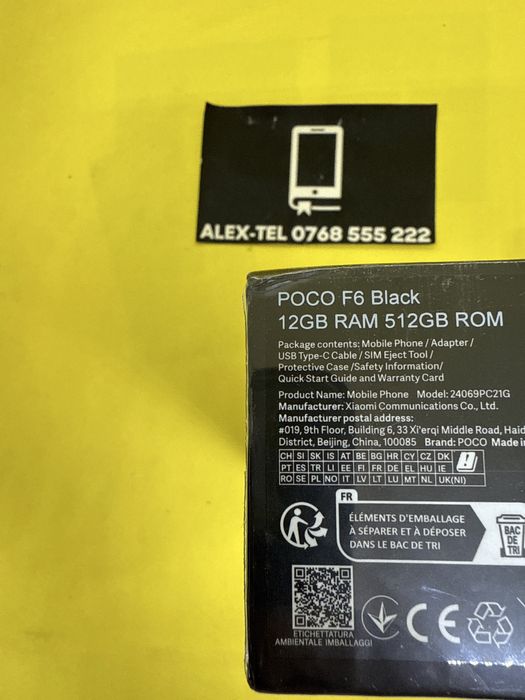 ALEX-TEL 0768 555 222
POCO F6 Black
12GB RAM 512GB ROM
Package contents: Mobile Phone / Adapter /
USB Type-C Cable / SIM Eject Tool /
Protective Case /Safety Information/
Quick Start Guide and Warranty Card
Product Name: Mobile Phone Model: 24069PC21G
Manufacturer: Xiaomi Communications Co., Ltd.
Manufacturer postal address:
#019, 9th Floor, Building 6, 33 Xi'erqi Middle Road, Haid
District, Beijing, China, 100085 Brand: POCO Made in
CH SI SK IS AT BE BG HR CY CZ DK
PT ES TR LI EE FI FR DE EL HU IE
RO SE PL NO IT LV LT LU MT NL UK(NI)
FR
ÉLÉMENTS D'EMBALLAGE
À SÉPARER ET À DÉPOSER
DANS LE BAC DE TRI
BAC
DE
TRI
ETICHETTATURA
AMBIENTALE IMBALLAGGI
CE